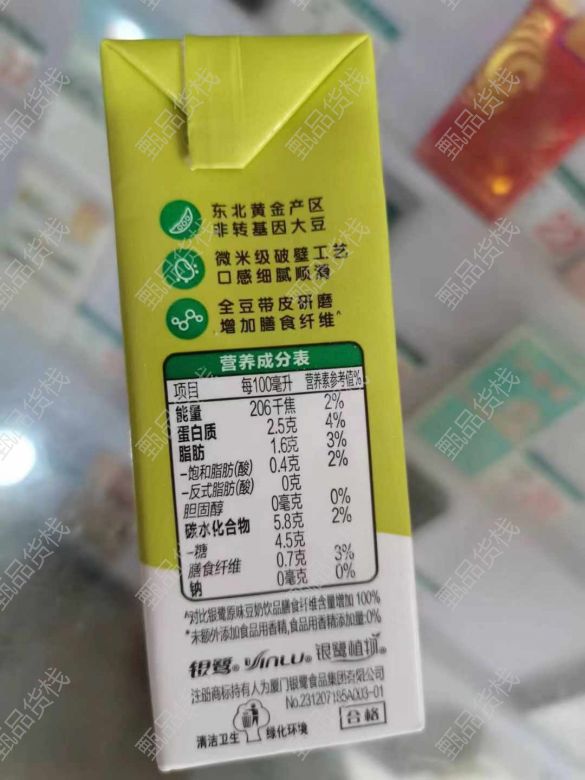 东北黄金产区
非转基因大豆
微米级破壁工艺
口感细腻顺滑
全豆带皮研磨
增加膳食纤维^
营养成分表
项目 每100毫升 营养素参考值%
能量 206千焦 2%
蛋白质 2.5克 4%
脂肪 1.6克 3%
-饱和脂肪(酸) 0.4克 2%
-反式脂肪(酸) 0克
胆固醇 0毫克 0%
碳水化合物 5.8克 2%
-糖 4.5克
膳食纤维 0.7克 3%
钠 0毫克 0%
^对比银鹭原味豆奶饮品膳食纤维含量增加100%
*未额外添加食品用香精,食品用香精添加量:0%
银鹭® YINLU® 银鹭植物®
注册商标持有人为厦门银鹭食品集团有限公司
No.231207185A003-01
清洁卫生 绿化环境 合格
甄品货栈